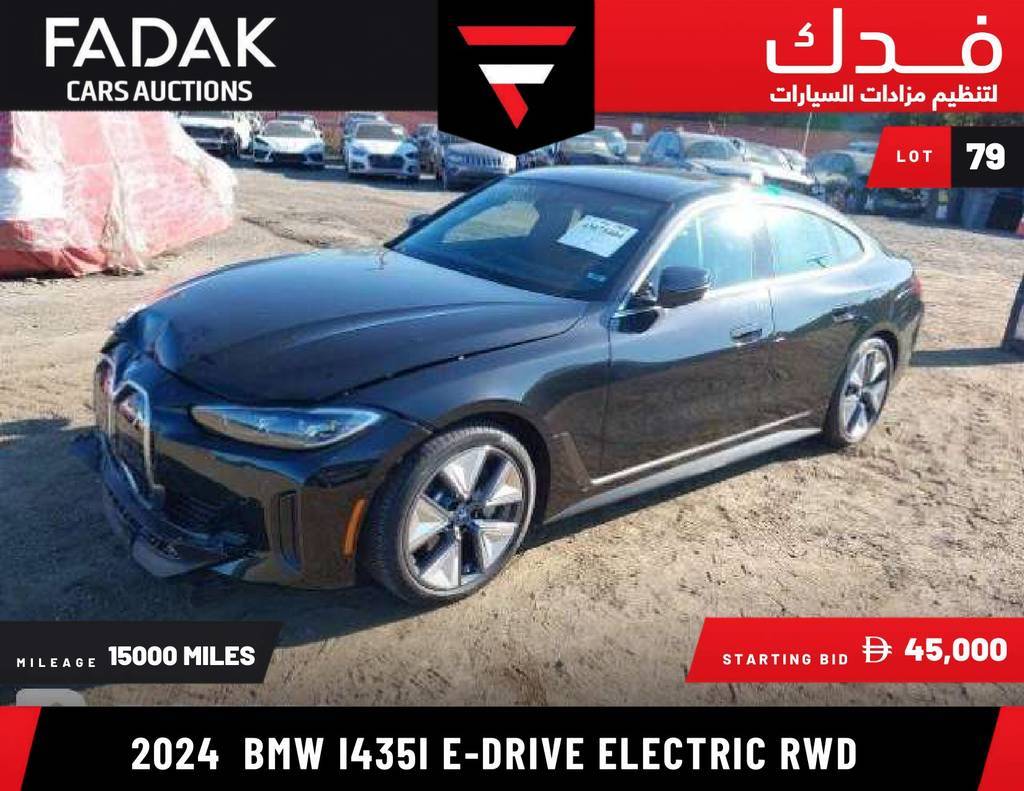 FADAK
CARS AUCTIONS
فدك
لتنظيم مزادات السيارات
LOT 79
MILEAGE 15000 MILES
STARTING BID 45,000
2024 BMW I435I E-DRIVE ELECTRIC RWD